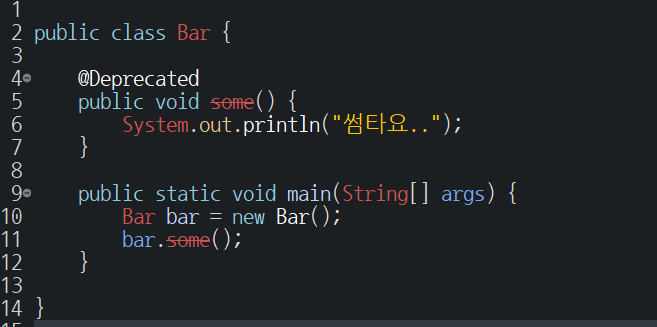 1
2 public class Bar {
3
4 @Deprecated
5 public void some() {
6 System.out.println("썸타요..");
7 }
8
9 public static void main(String[] args) {
10 Bar bar = new Bar();
11 bar.some();
12 }
13
14 }
15